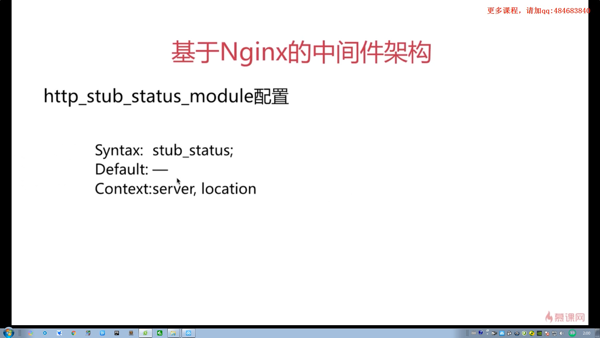 更多课程，请加qq:484683840
基于Nginx的中间件架构
http_stub_status_module配置
Syntax: stub_status;
Default: —
Context:server, location
慕课网